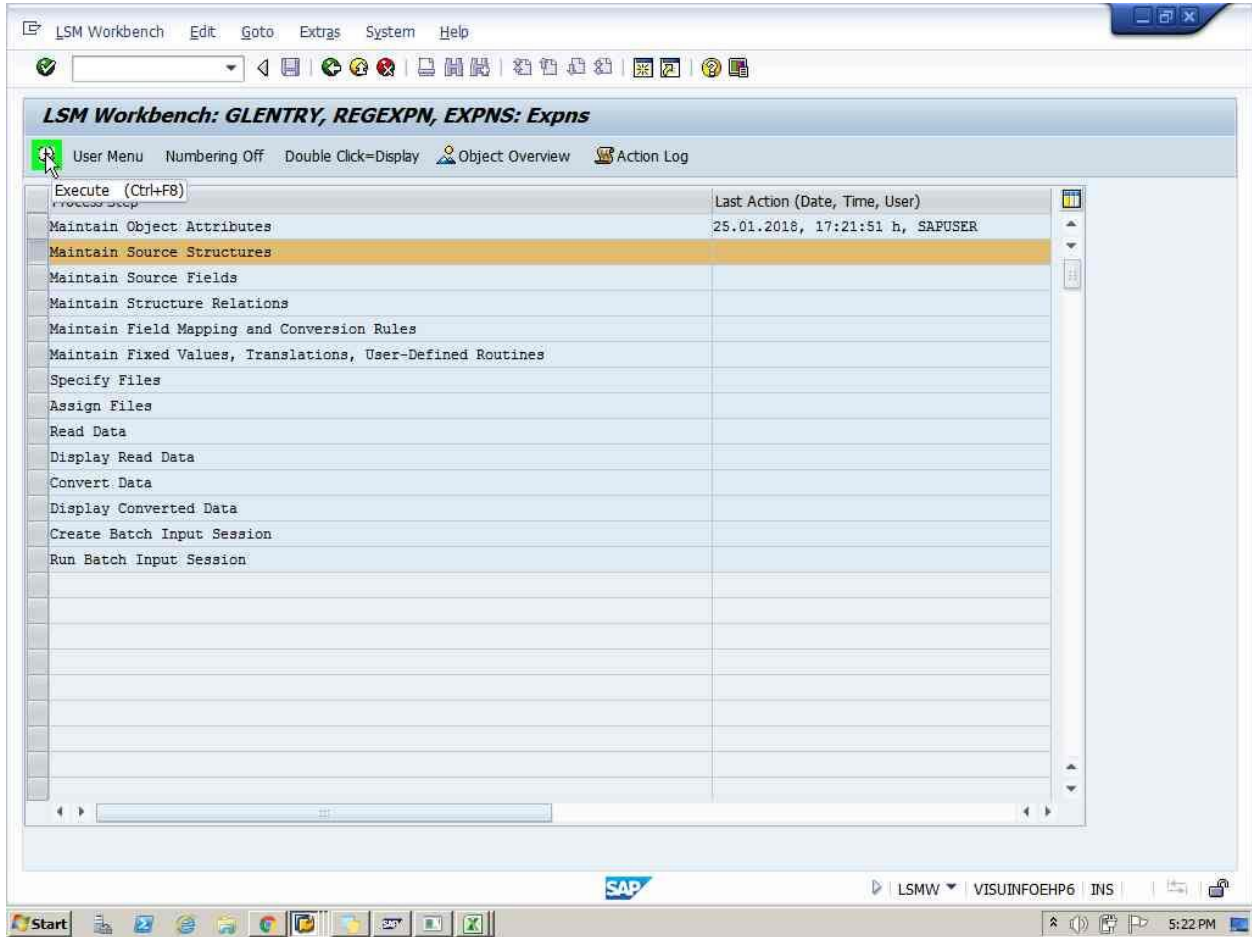 LSM Workbench Edit Goto Extras System Help
LSM Workbench: GLENTRY, REGEXPN, EXPNS: Expns
User Menu Numbering Off Double Click=Display Object Overview Action Log
Execute (Ctrl+F8)
Process Step Last Action (Date, Time, User)
Maintain Object Attributes 25.01.2018, 17:21:51 h, SAPUSER
Maintain Source Structures
Maintain Source Fields
Maintain Structure Relations
Maintain Field Mapping and Conversion Rules
Maintain Fixed Values, Translations, User-Defined Routines
Specify Files
Assign Files
Read Data
Display Read Data
Convert Data
Display Converted Data
Create Batch Input Session
Run Batch Input Session
SAP LSMW VISUINFOEHP6 INS
Start 5:22 PM